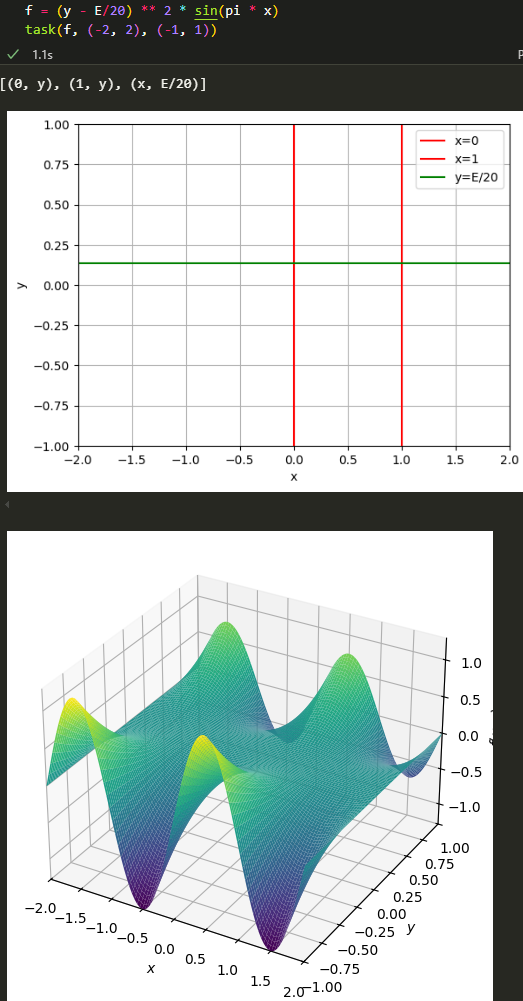 f = (y - E/20) ** 2 * sin(pi * x)
task(f, (-2, 2), (-1, 1))
✓ 1.1s
[(0, y), (1, y), (x, E/20)]
1.00
x=0
x=1
y=E/20
0.75
0.50
0.25
0.00
y
−0.25
−0.50
−0.75
−1.00
−2.0 −1.5 −1.0 −0.5 0.0 0.5 1.0 1.5 2.0
x
1.0
0.5
0.0
−0.5
−1.0
1.00
0.75
0.50
0.25
0.00
−0.25
−0.50
−0.75
−1.00
y
−2.0
−1.5
−1.0
−0.5
0.0
0.5
1.0
1.5
2.0
x